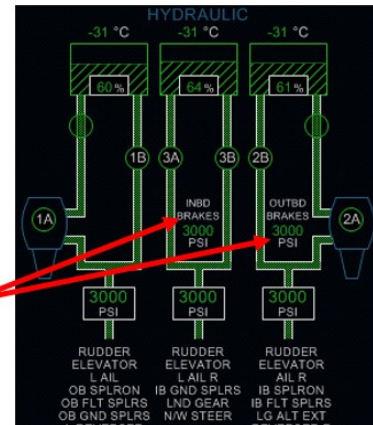 HYDRAULIC
-31 °C -31 °C -31 °C
60 % 64 % 61 %
1B 3A 3B 2B
1A
INBD
BRAKES
3000
PSI
OUTBD
BRAKES
3000
PSI
2A
3000
PSI
3000
PSI
3000
PSI
RUDDER
ELEVATOR
L AIL
OB SPLRON
OB FLT SPLRS
OB GND SPLRS
RUDDER
ELEVATOR
L AIL R
IB GND SPLRS
LND GEAR
N/W STEER
RUDDER
ELEVATOR
AIL R
IB SPLRON
IB FLT SPLRS
LG ALT EXT